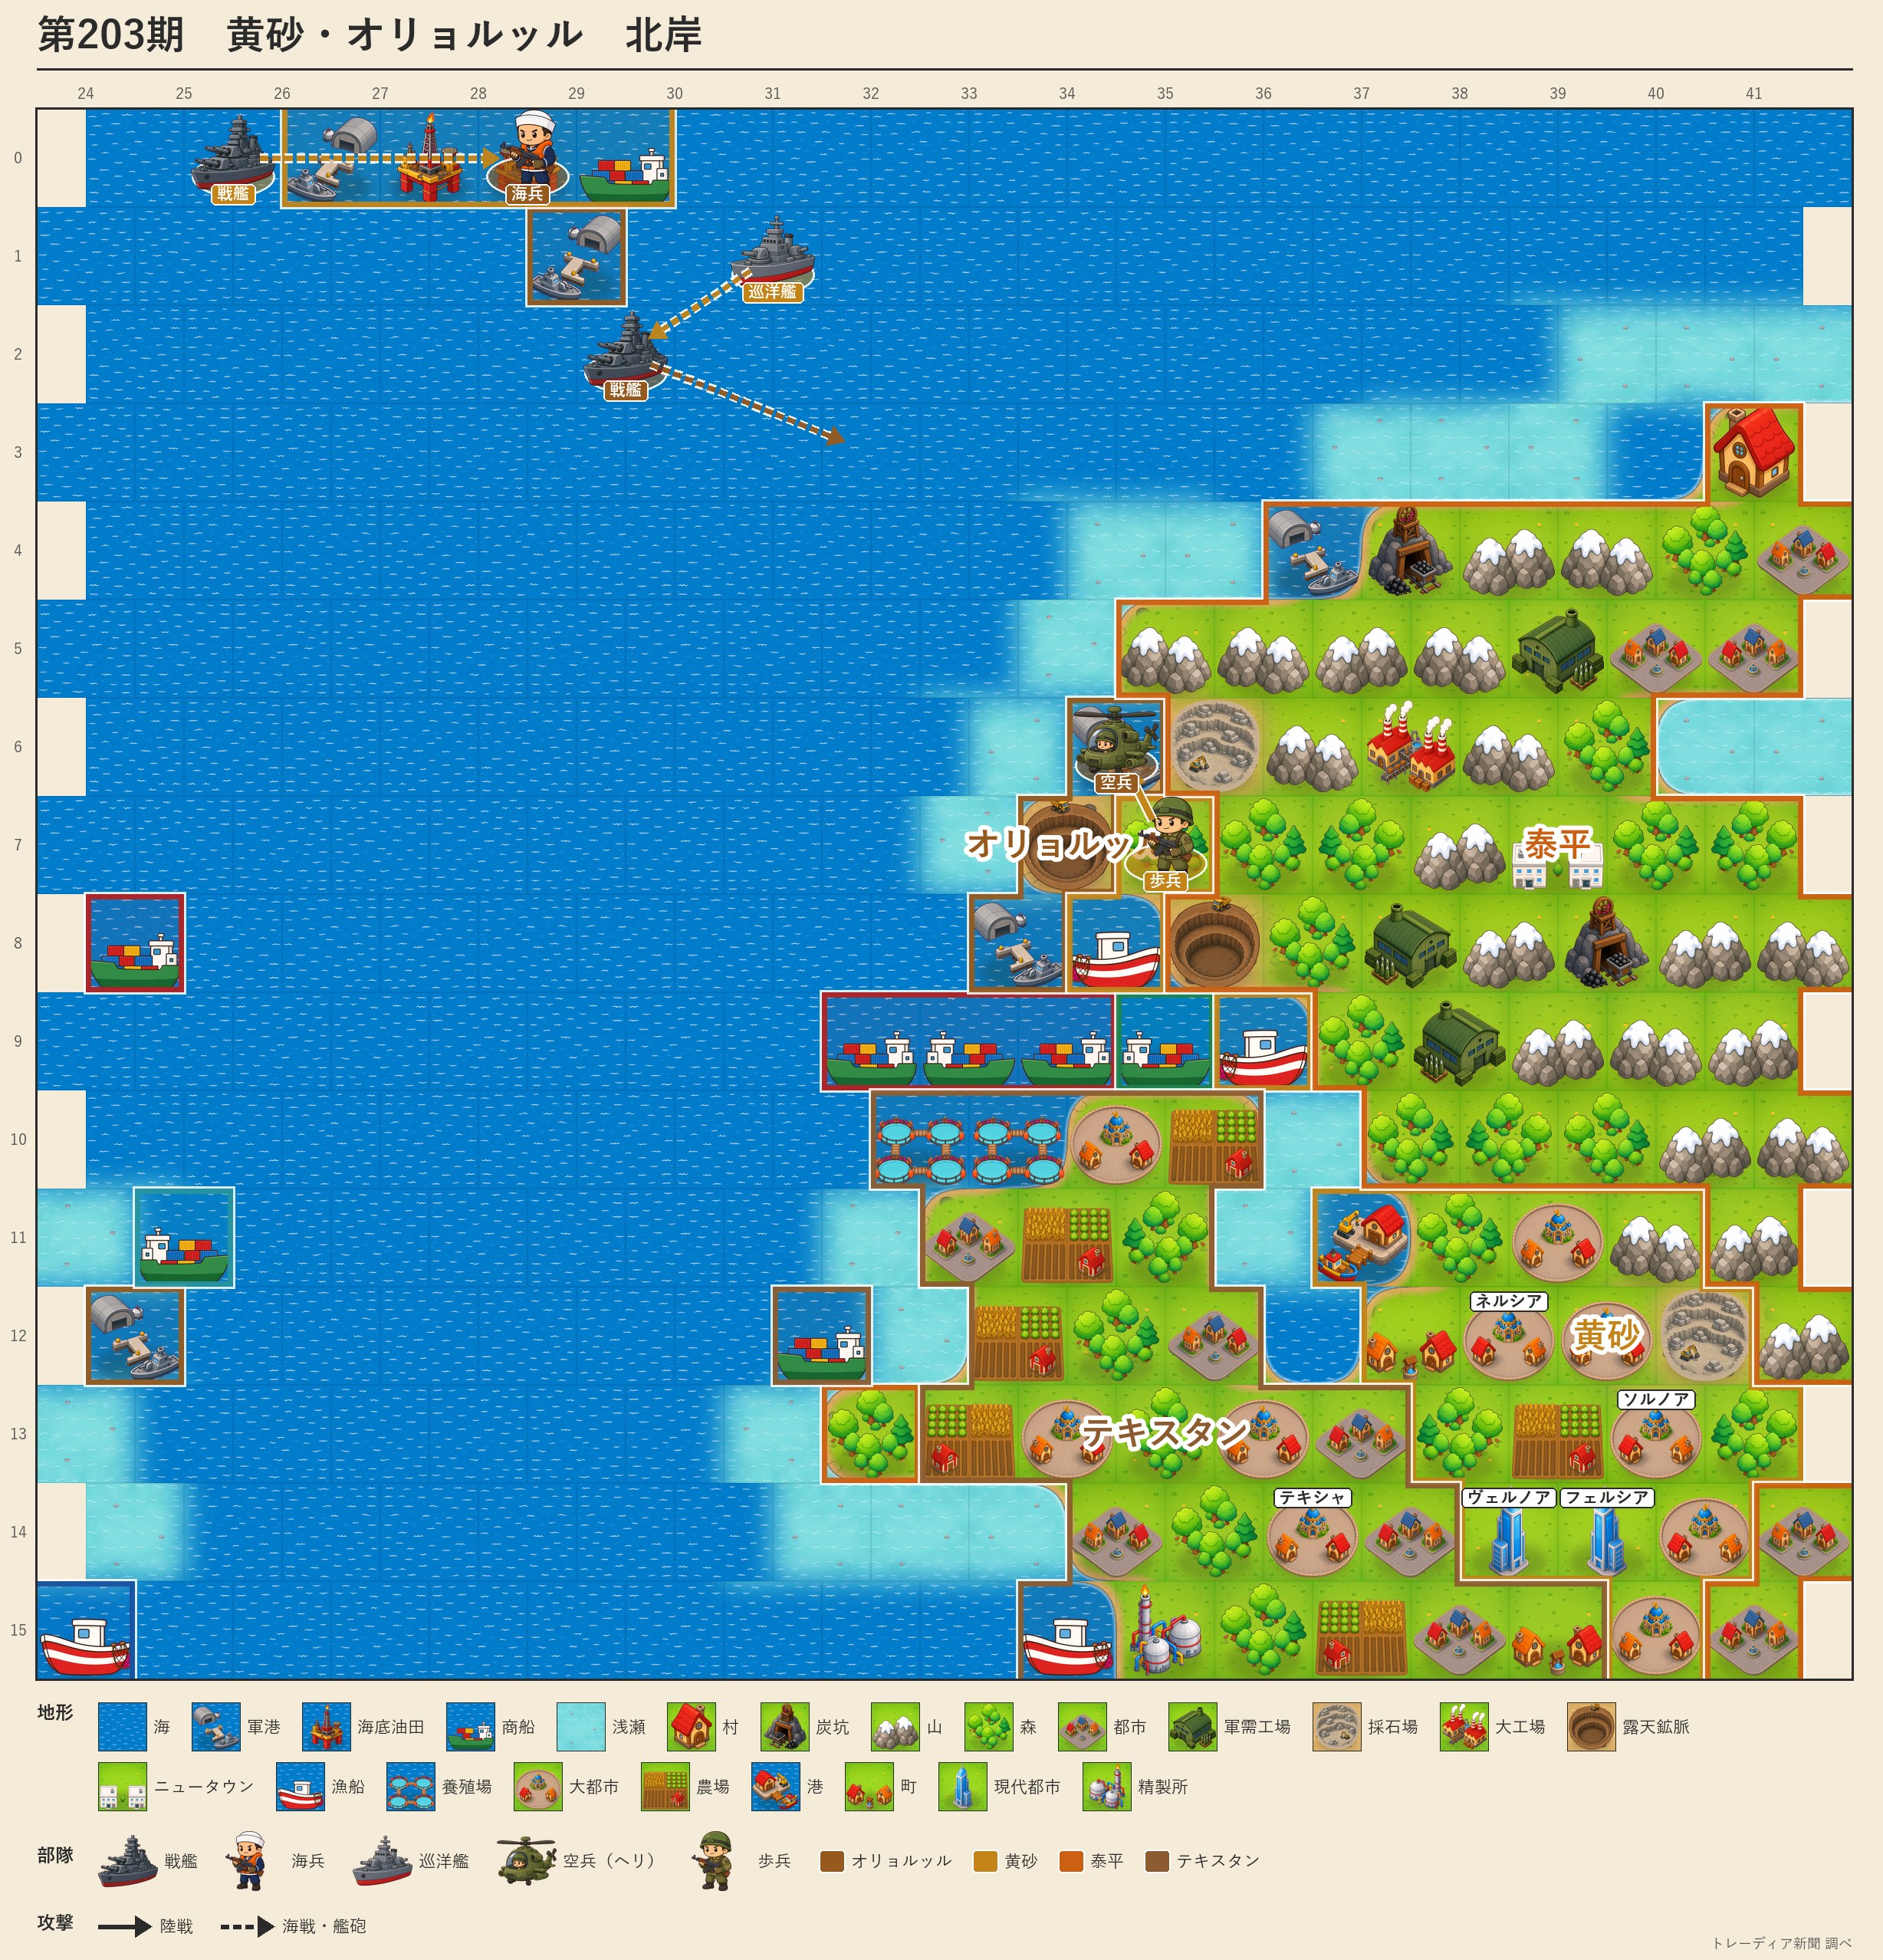 第203期　黄砂・オリョルッル　北岸
24 25 26 27 28 29 30 31 32 33 34 35 36 37 38 39 40 41
0
戦艦 海兵
1
巡洋艦
2
戦艦
3
4
5
6
空兵
7
オリョルッ 泰平
歩兵
8
9
10
11
ネルシア
12
黄砂
ソルノア
13
テキスタン
テキシャ ヴェルノア フェルシア
14
15
地形 海 軍港 海底油田 商船 浅瀬 村 炭坑 山 森 都市 軍需工場 採石場 大工場 露天鉱脈
ニュータウン 漁船 養殖場 大都市 農場 港 町 現代都市 精製所
部隊 戦艦 海兵 巡洋艦 空兵（ヘリ） 歩兵 オリョルッル 黄砂 泰平 テキスタン
攻撃 陸戦 海戦・艦砲
トレーディア新聞 調べ